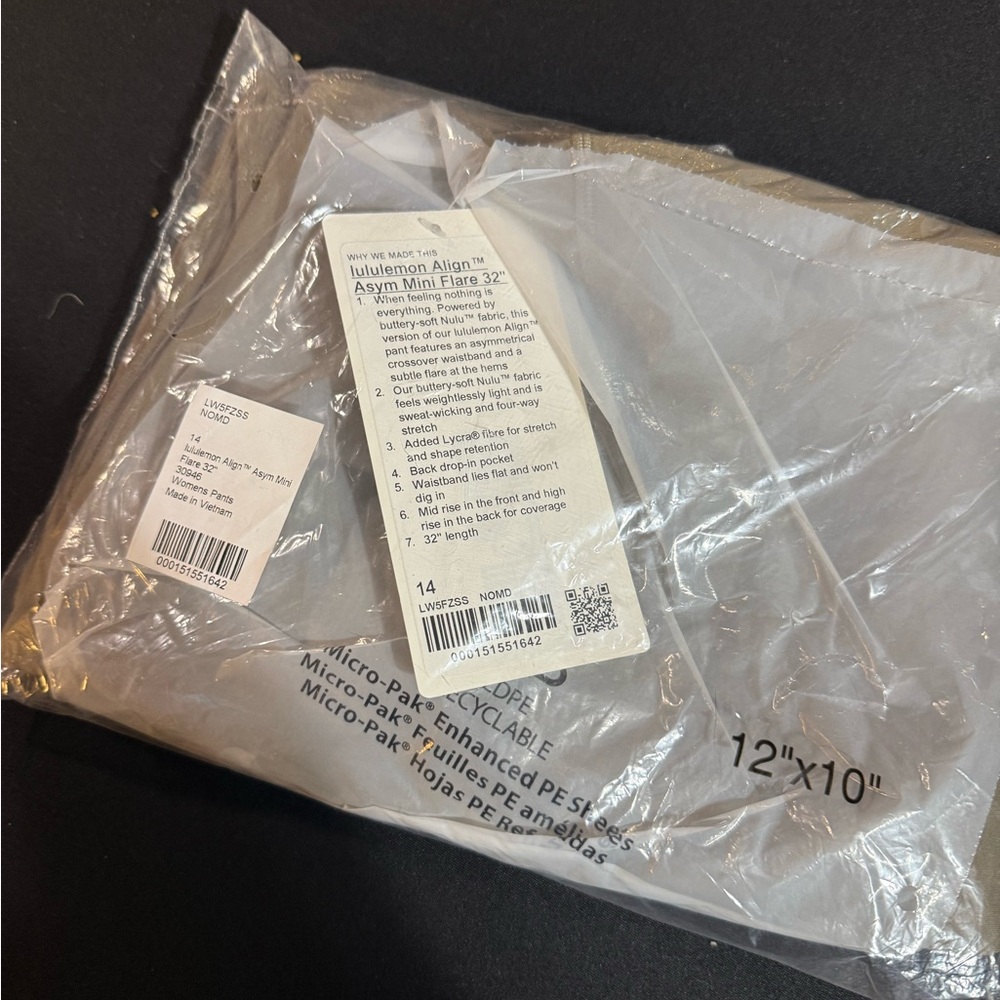 LW5FZSS
NOMD
14
lululemon Align™ Asym Mini
Flare 32"
30946
Womens Pants
Made in Vietnam
000151551642
WHY WE MADE THIS
lululemon Align™
Asym Mini Flare 32"
1. When feeling nothing is
everything. Powered by
buttery-soft Nulu™ fabric, this
version of our lululemon Align™
pant features an asymmetrical
crossover waistband and a
subtle flare at the hems
2. Our buttery-soft Nulu™ fabric
feels weightlessly light and is
sweat-wicking and four-way
stretch
3. Added Lycra® fibre for stretch
and shape retention
4. Back drop-in pocket
5. Waistband lies flat and won't
dig in
6. Mid rise in the front and high
rise in the back for coverage
7. 32" length
14
LW5FZSS NOMD
000151551642
LDPE
RECYCLABLE
Micro-Pak® Enhanced PE Sheets
Micro-Pak® Feuilles PE
Micro-Pak® Hojas PE
12"x10"